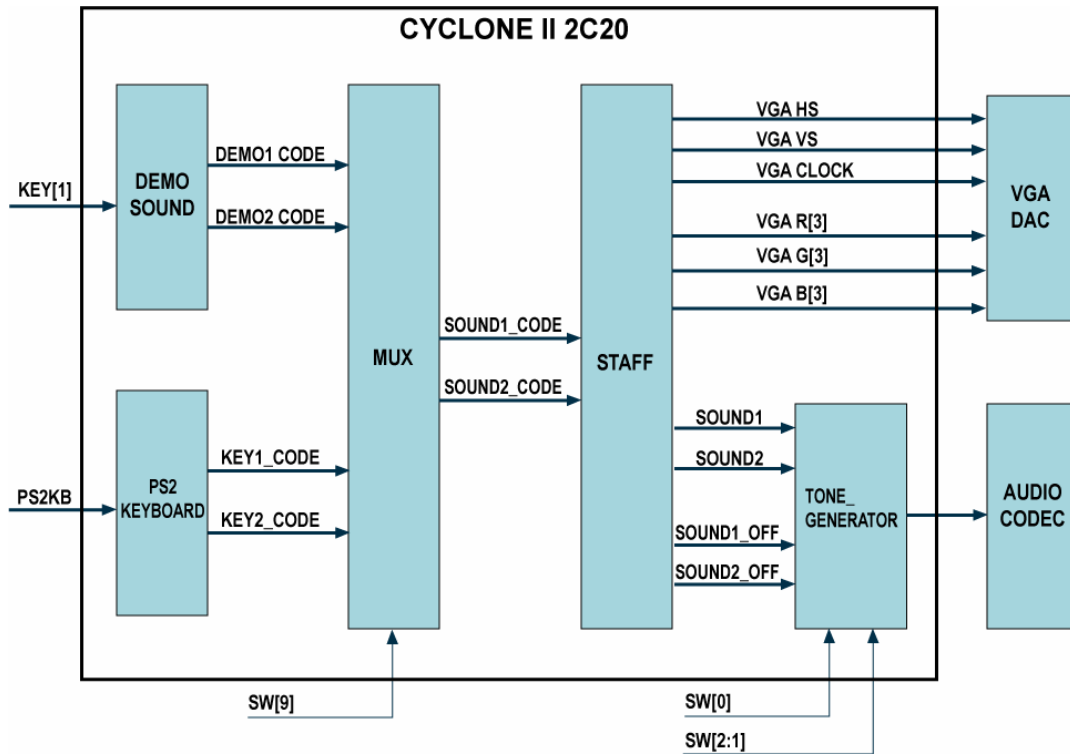 CYCLONE II 2C20
KEY[1]
DEMO
SOUND
DEMO1 CODE
DEMO2 CODE
PS2KB
PS2
KEYBOARD
KEY1_CODE
KEY2_CODE
MUX
SW[9]
SOUND1_CODE
SOUND2_CODE
STAFF
VGA HS
VGA VS
VGA CLOCK
VGA R[3]
VGA G[3]
VGA B[3]
VGA
DAC
SOUND1
SOUND2
SOUND1_OFF
SOUND2_OFF
TONE_
GENERATOR
AUDIO
CODEC
SW[0]
SW[2:1]